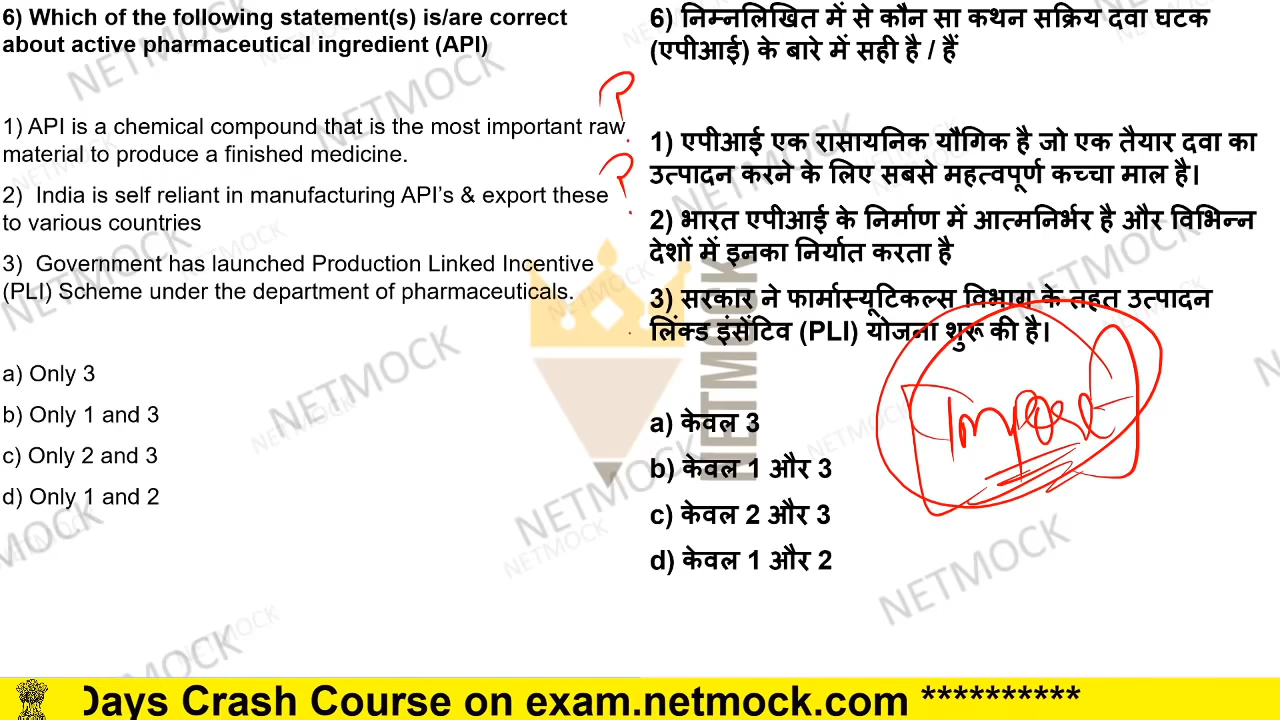 6) Which of the following statement(s) is/are correct
about active pharmaceutical ingredient (API)
1) API is a chemical compound that is the most important raw
material to produce a finished medicine.
2) India is self reliant in manufacturing API's & export these
to various countries
3) Government has launched Production Linked Incentive
(PLI) Scheme under the department of pharmaceuticals.
a) Only 3
b) Only 1 and 3
c) Only 2 and 3
d) Only 1 and 2
6) निम्नलिखित में से कौन सा कथन सक्रिय दवा घटक
(एपीआई) के बारे में सही है / हैं
1) एपीआई एक रासायनिक यौगिक है जो एक तैयार दवा का
उत्पादन करने के लिए सबसे महत्वपूर्ण कच्चा माल है।
2) भारत एपीआई के निर्माण में आत्मनिर्भर है और विभिन्न
देशों में इनका निर्यात करता है
3) सरकार ने फार्मास्यूटिकल्स विभाग के तहत उत्पादन
लिंक्ड इंसेंटिव (PLI) योजना शुरू की है।
a) केवल 3
b) केवल 1 और 3
c) केवल 2 और 3
d) केवल 1 और 2
?
?
Import
NETMOCK
Days Crash Course on exam.netmock.com **********